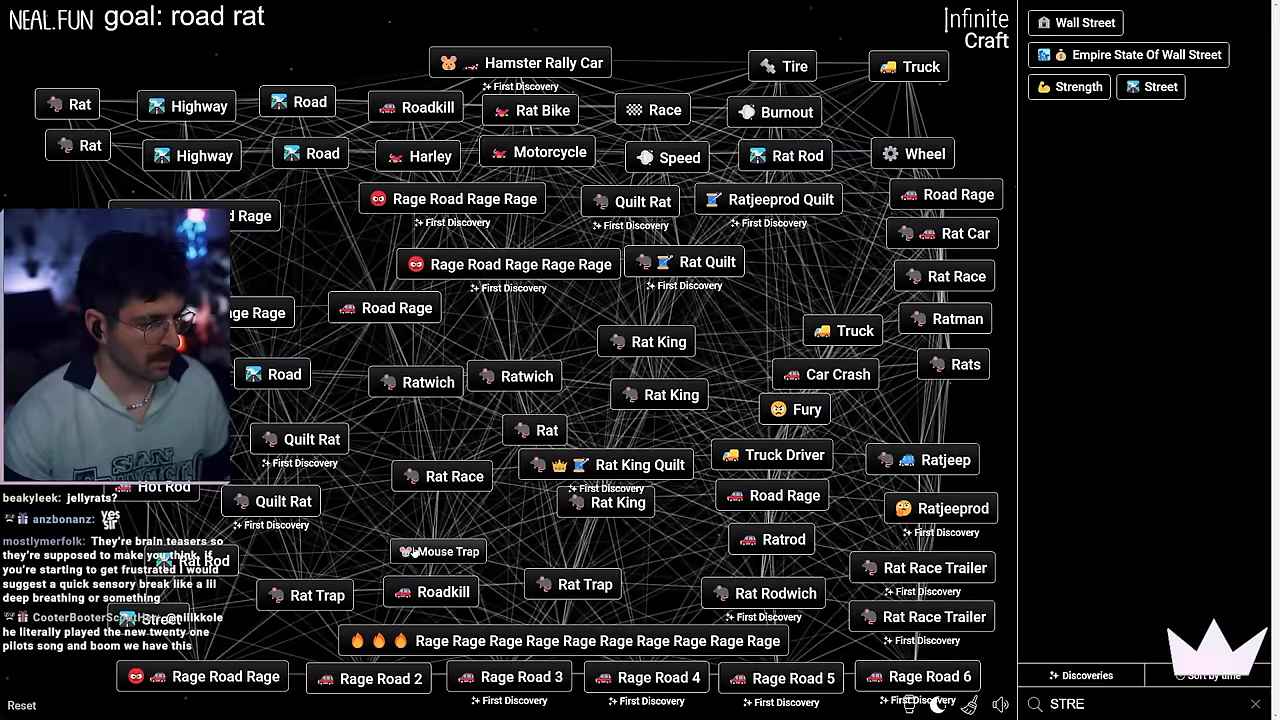 NEAL.FUN goal: road rat
Infinite
Craft
Hamster Rally Car
First Discovery
Tire
Truck
Rat
Highway
Road
Roadkill
Rat Bike
Race
Burnout
Rat
Highway
Road
Harley
Motorcycle
Speed
Rat Rod
Wheel
d Rage
Rage Road Rage Rage
First Discovery
Quilt Rat
First Discovery
Ratjeeprod Quilt
First Discovery
Road Rage
Rat Car
Rage Road Rage Rage Rage
First Discovery
Rat Quilt
First Discovery
Rat Race
ge Rage
Road Rage
Rat King
Truck
Ratman
Road
Ratwich
Ratwich
Rat King
Car Crash
Rats
Fury
Quilt Rat
First Discovery
Rat
Rat King Quilt
First Discovery
Truck Driver
Ratjeep
Hot Rod
Quilt Rat
First Discovery
Rat Race
Rat King
Road Rage
Ratjeeprod
First Discovery
Rat Rod
Mouse Trap
Ratrod
Rat Race Trailer
First Discovery
Rat Trap
Roadkill
Rat Trap
Rat Rodwich
First Discovery
Rat Race Trailer
First Discovery
Street
Rage Rage Rage Rage Rage Rage Rage Rage Rage
Rage Road Rage
Rage Road 2
Rage Road 3
First Discovery
Rage Road 4
First Discovery
Rage Road 5
First Discovery
Rage Road 6
First Discovery
Reset
beakyleek: jellyrats?
anzbonanz: YES SIR
mostlymerfolk: They're brain teasers so
they're supposed to make you think. If
you're starting to get frustrated I would
suggest a quick sensory break like a lil
deep breathing or something
he literally played the new twenty one
pilots song and boom we have this
Wall Street
Empire State Of Wall Street
Strength
Street
Discoveries
Sort by time
STRE